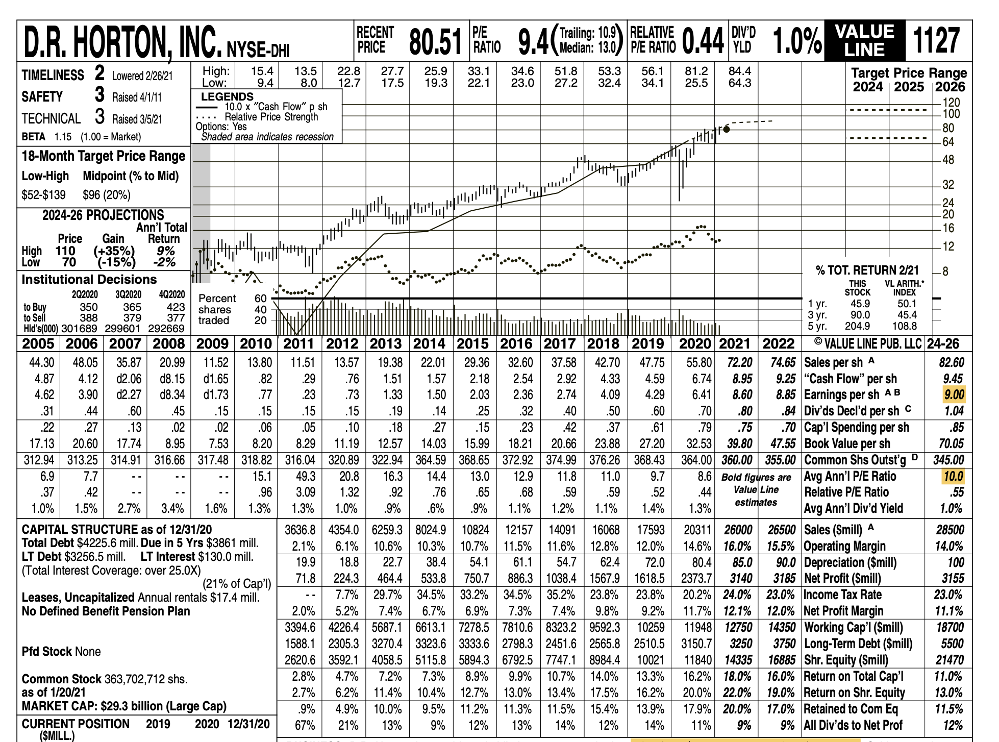 D.R. HORTON, INC. NYSE-DHI RECENT PRICE 80.51 P/E RATIO 9.4 (Trailing: 10.9 Median: 13.0) RELATIVE P/E RATIO 0.44 DIV'D YLD 1.0% VALUE LINE 1127
TIMELINESS 2 Lowered 2/26/21
SAFETY 3 Raised 4/1/11
TECHNICAL 3 Raised 3/5/21
BETA 1.15 (1.00 = Market)
18-Month Target Price Range
Low-High Midpoint (% to Mid)
$52-$139 $96 (20%)
2024-26 PROJECTIONS
Ann'l Total
Price Gain Return
High 110 (+35%) 9%
Low 70 (-15%) -2%
Institutional Decisions
2Q2020 3Q2020 4Q2020
to Buy 350 365 423
to Sell 388 379 377
Hld's(000) 301689 299601 292669
High: 15.4 13.5 22.8 27.7 25.9 33.1 34.6 51.8 53.3 56.1 81.2 84.4
Low: 9.4 8.0 12.7 17.5 19.3 22.1 23.0 27.2 32.4 34.1 25.5 64.3
LEGENDS
10.0 x "Cash Flow" p sh
Relative Price Strength
Options: Yes
Shaded area indicates recession
Target Price Range
2024 2025 2026
120
100
80
64
48
32
24
20
16
12
8
Percent shares traded
60
40
20
% TOT. RETURN 2/21
THIS STOCK VL ARITH.* INDEX
1 yr. 45.9 50.1
3 yr. 90.0 45.4
5 yr. 204.9 108.8
2005 2006 2007 2008 2009 2010 2011 2012 2013 2014 2015 2016 2017 2018 2019 2020 2021 2022 © VALUE LINE PUB. LLC 24-26
44.30 48.05 35.87 20.99 11.52 13.80 11.51 13.57 19.38 22.01 29.36 32.60 37.58 42.70 47.75 55.80 72.20 74.65 Sales per sh A 82.60
4.87 4.12 d2.06 d8.15 d1.65 .82 .29 .76 1.51 1.57 2.18 2.54 2.92 4.33 4.59 6.74 8.95 9.25 "Cash Flow" per sh 9.45
4.62 3.90 d2.27 d8.34 d1.73 .77 .23 .73 1.33 1.50 2.03 2.36 2.74 4.09 4.29 6.41 8.60 8.85 Earnings per sh A B 9.00
.31 .44 .60 .45 .15 .15 .15 .15 .19 .14 .25 .32 .40 .50 .60 .70 .80 .84 Div'ds Decl'd per sh C 1.04
.22 .27 .13 .02 .02 .06 .05 .10 .18 .27 .15 .23 .42 .37 .61 .79 .75 .70 Cap'l Spending per sh .85
17.13 20.60 17.74 8.95 7.53 8.20 8.29 11.19 12.57 14.03 15.99 18.21 20.66 23.88 27.20 32.53 39.80 47.55 Book Value per sh 70.05
312.94 313.25 314.91 316.66 317.48 318.82 316.04 320.89 322.94 364.59 368.65 372.92 374.99 376.26 368.43 364.00 360.00 355.00 Common Shs Outst'g D 345.00
6.9 7.7 -- -- -- 15.1 49.3 20.8 16.3 14.4 13.0 12.9 11.8 11.0 9.7 8.6 Bold figures are Avg Ann'l P/E Ratio 10.0
.37 .42 -- -- -- .96 3.09 1.32 .92 .76 .65 .68 .59 .59 .52 .44 Value Line Relative P/E Ratio .55
1.0% 1.5% 2.7% 3.4% 1.6% 1.3% 1.3% 1.0% .9% .6% .9% 1.1% 1.2% 1.1% 1.4% 1.3% estimates Avg Ann'l Div'd Yield 1.0%
CAPITAL STRUCTURE as of 12/31/20
Total Debt $4225.6 mill. Due in 5 Yrs $3861 mill.
LT Debt $3256.5 mill. LT Interest $130.0 mill.
(Total Interest Coverage: over 25.0X)
(21% of Cap'l)
Leases, Uncapitalized Annual rentals $17.4 mill.
No Defined Benefit Pension Plan
Pfd Stock None
Common Stock 363,702,712 shs.
as of 1/20/21
MARKET CAP: $29.3 billion (Large Cap)
CURRENT POSITION 2019 2020 12/31/20
($MILL.)
3636.8 4354.0 6259.3 8024.9 10824 12157 14091 16068 17593 20311 26000 26500 Sales ($mill) A 28500
2.1% 6.1% 10.6% 10.3% 10.7% 11.5% 11.6% 12.8% 12.0% 14.6% 16.0% 15.5% Operating Margin 14.0%
19.9 18.8 22.7 38.4 54.1 61.1 54.7 62.4 72.0 80.4 85.0 90.0 Depreciation ($mill) 100
71.8 224.3 464.4 533.8 750.7 886.3 1038.4 1567.9 1618.5 2373.7 3140 3185 Net Profit ($mill) 3155
-- 7.7% 29.7% 34.5% 33.2% 34.5% 35.2% 23.8% 23.8% 20.2% 24.0% 23.0% Income Tax Rate 23.0%
2.0% 5.2% 7.4% 6.7% 6.9% 7.3% 7.4% 9.8% 9.2% 11.7% 12.1% 12.0% Net Profit Margin 11.1%
3394.6 4226.4 5687.1 6613.1 7278.5 7810.6 8323.2 9592.3 10259 11948 12750 14350 Working Cap'l ($mill) 18700
1588.1 2305.3 3270.4 3323.6 3333.6 2798.3 2451.6 2565.8 2510.5 3150.7 3250 3750 Long-Term Debt ($mill) 5500
2620.6 3592.1 4058.5 5115.8 5894.3 6792.5 7747.1 8984.4 10021 11840 14335 16885 Shr. Equity ($mill) 21470
2.8% 4.7% 7.2% 7.3% 8.9% 9.9% 10.7% 14.0% 13.3% 16.2% 18.0% 16.0% Return on Total Cap'l 11.0%
2.7% 6.2% 11.4% 10.4% 12.7% 13.0% 13.4% 17.5% 16.2% 20.0% 22.0% 19.0% Return on Shr. Equity 13.0%
.9% 4.9% 10.0% 9.5% 11.2% 11.3% 11.5% 15.4% 13.9% 17.9% 20.0% 17.0% Retained to Com Eq 11.5%
67% 21% 13% 9% 12% 13% 14% 12% 14% 11% 9% 9% All Div'ds to Net Prof 12%